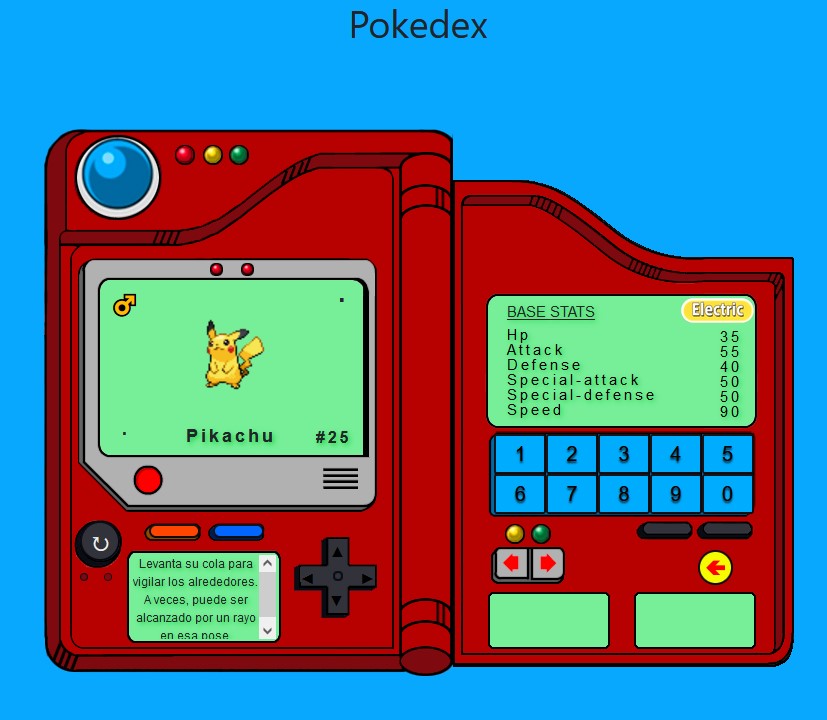 Pokedex
Pikachu #25
Levanta su cola para
vigilar los alrededores.
A veces, puede ser
alcanzado por un rayo
en esa pose
BASE STATS Electric
Hp 35
Attack 55
Defense 40
Special-attack 50
Special-defense 50
Speed 90
1 2 3 4 5
6 7 8 9 0